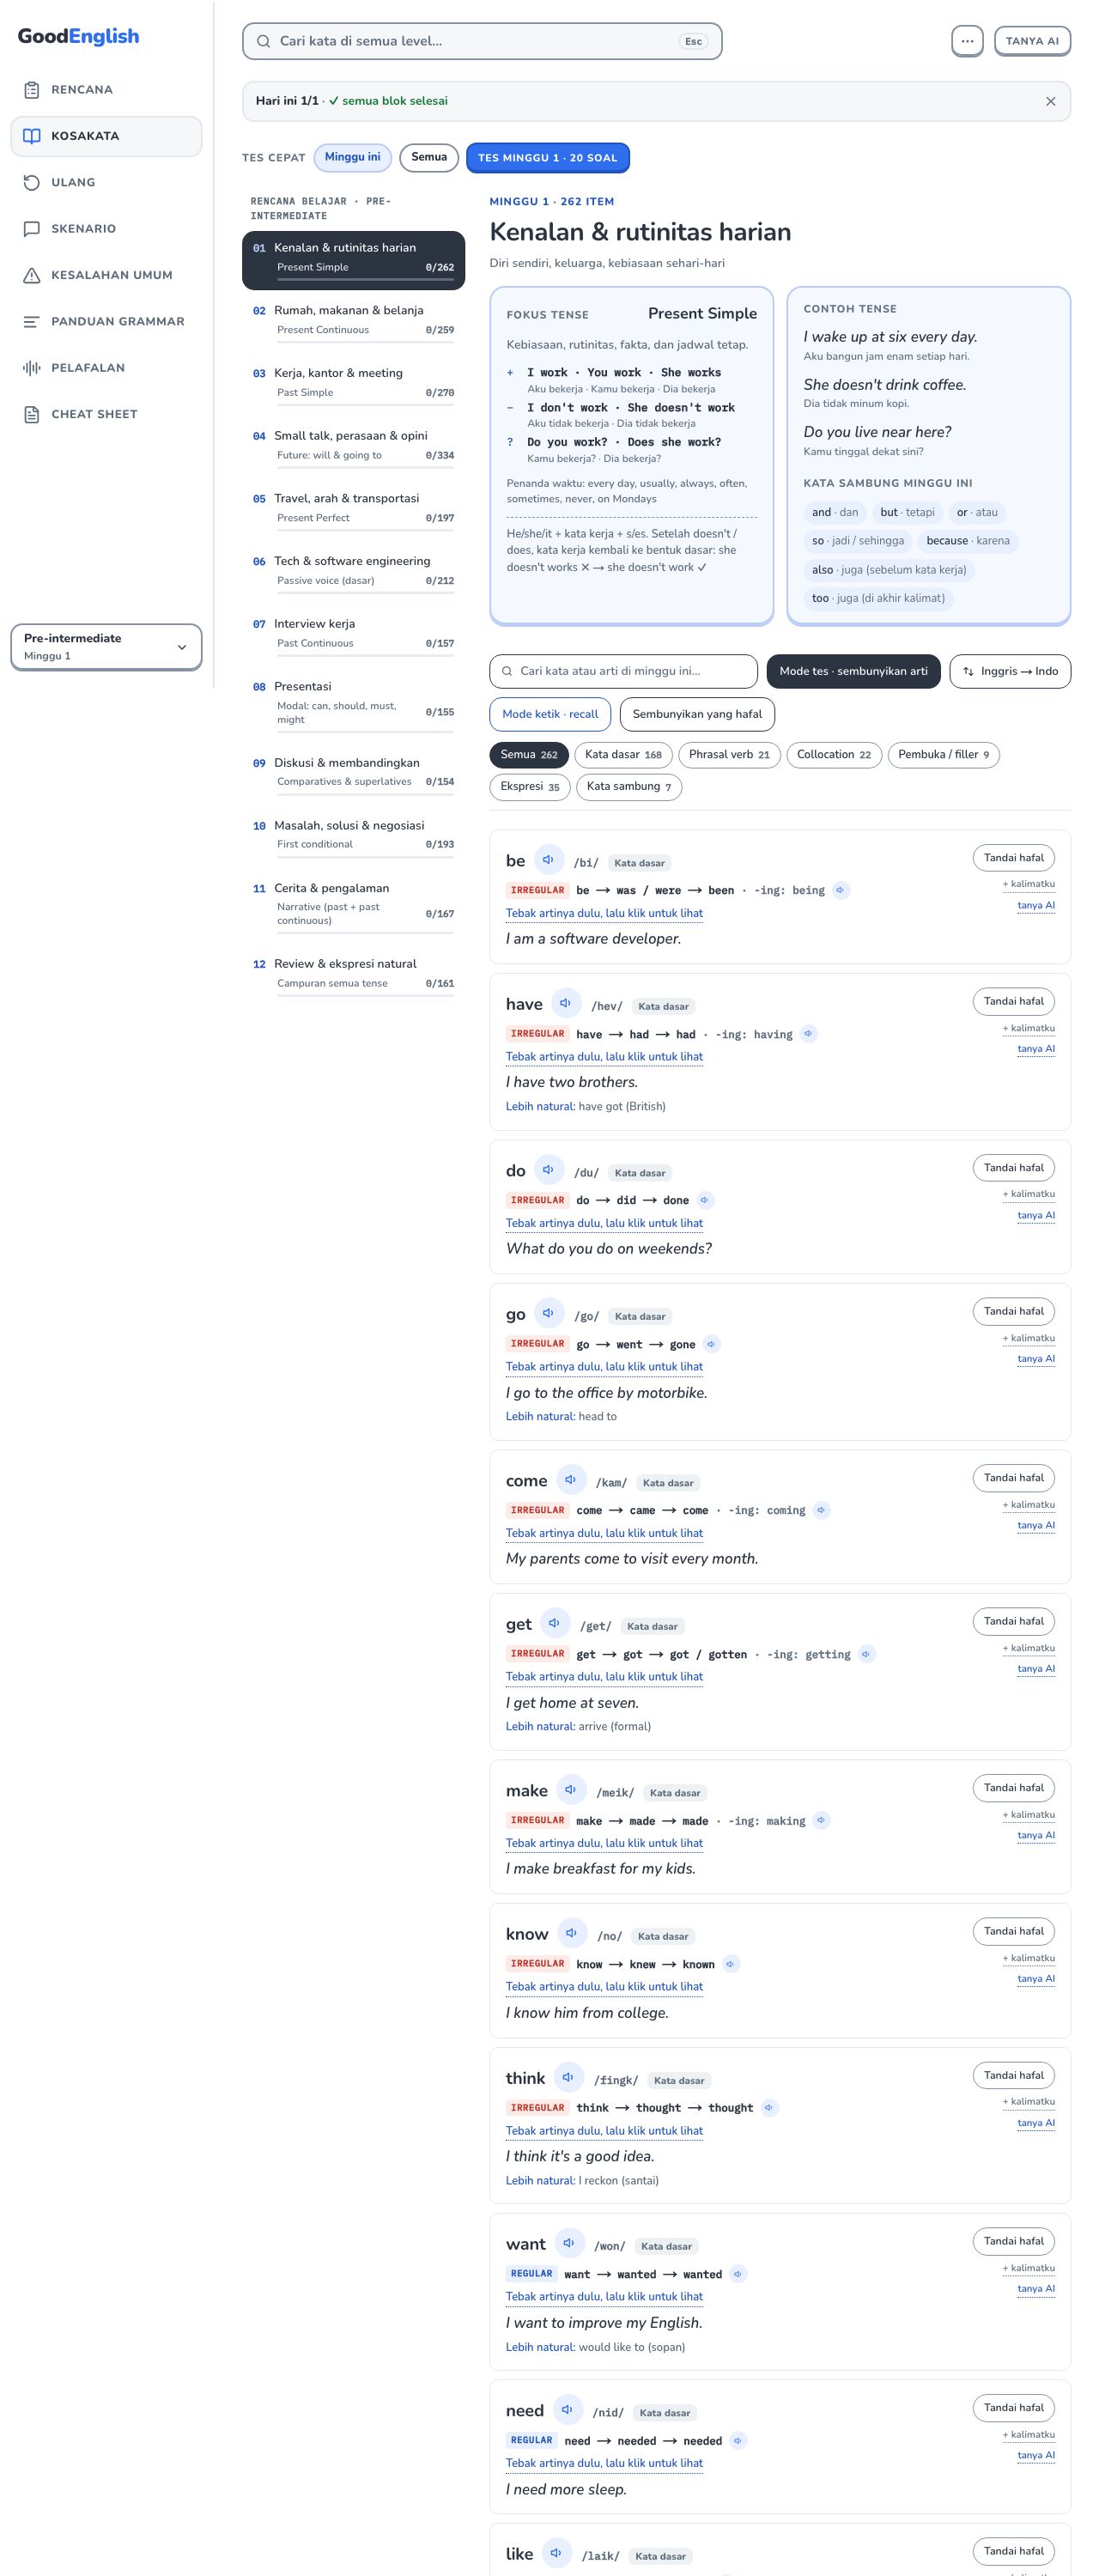 GoodEnglish
RENCANA
KOSAKATA
ULANG
SKENARIO
KESALAHAN UMUM
PANDUAN GRAMMAR
PELAFALAN
CHEAT SHEET
Pre-intermediate
Minggu 1
Cari kata di semua level...
Esc
TANYA AI
Hari ini 1/1 · ✓ semua blok selesai
TES CEPAT
Minggu ini
Semua
TES MINGGU 1 · 20 SOAL
RENCANA BELAJAR · PRE-
INTERMEDIATE
01 Kenalan & rutinitas harian
Present Simple 0/262
02 Rumah, makanan & belanja
Present Continuous 0/259
03 Kerja, kantor & meeting
Past Simple 0/270
04 Small talk, perasaan & opini
Future: will & going to 0/334
05 Travel, arah & transportasi
Present Perfect 0/197
06 Tech & software engineering
Passive voice (dasar) 0/212
07 Interview kerja
Past Continuous 0/157
08 Presentasi
Modal: can, should, must,
might 0/155
09 Diskusi & membandingkan
Comparatives & superlatives 0/154
10 Masalah, solusi & negosiasi
First conditional 0/193
11 Cerita & pengalaman
Narrative (past + past
continuous) 0/167
12 Review & ekspresi natural
Campuran semua tense 0/161
MINGGU 1 · 262 ITEM
Kenalan & rutinitas harian
Diri sendiri, keluarga, kebiasaan sehari-hari
FOKUS TENSE Present Simple
Kebiasaan, rutinitas, fakta, dan jadwal tetap.
+ I work · You work · She works
Aku bekerja · Kamu bekerja · Dia bekerja
− I don't work · She doesn't work
Aku tidak bekerja · Dia tidak bekerja
? Do you work? · Does she work?
Kamu bekerja? · Dia bekerja?
Penanda waktu: every day, usually, always, often,
sometimes, never, on Mondays
He/she/it + kata kerja + s/es. Setelah doesn't /
does, kata kerja kembali ke bentuk dasar: she
doesn't works ✕ → she doesn't work ✓
CONTOH TENSE
I wake up at six every day.
Aku bangun jam enam setiap hari.
She doesn't drink coffee.
Dia tidak minum kopi.
Do you live near here?
Kamu tinggal dekat sini?
KATA SAMBUNG MINGGU INI
and · dan
but · tetapi
or · atau
so · jadi / sehingga
because · karena
also · juga (sebelum kata kerja)
too · juga (di akhir kalimat)
Cari kata atau arti di minggu ini...
Mode tes · sembunyikan arti
Inggris → Indo
Mode ketik · recall
Sembunyikan yang hafal
Semua 262
Kata dasar 168
Phrasal verb 21
Collocation 22
Pembuka / filler 9
Ekspresi 35
Kata sambung 7
be /bi/ Kata dasar Tandai hafal
IRREGULAR be → was / were → been · -ing: being + kalimatku
Tebak artinya dulu, lalu klik untuk lihat tanya AI
I am a software developer.
have /hev/ Kata dasar Tandai hafal
IRREGULAR have → had → had · -ing: having + kalimatku
Tebak artinya dulu, lalu klik untuk lihat tanya AI
I have two brothers.
Lebih natural: have got (British)
do /du/ Kata dasar Tandai hafal
IRREGULAR do → did → done + kalimatku
Tebak artinya dulu, lalu klik untuk lihat tanya AI
What do you do on weekends?
go /go/ Kata dasar Tandai hafal
IRREGULAR go → went → gone + kalimatku
Tebak artinya dulu, lalu klik untuk lihat tanya AI
I go to the office by motorbike.
Lebih natural: head to
come /kam/ Kata dasar Tandai hafal
IRREGULAR come → came → come · -ing: coming + kalimatku
Tebak artinya dulu, lalu klik untuk lihat tanya AI
My parents come to visit every month.
get /get/ Kata dasar Tandai hafal
IRREGULAR get → got → got / gotten · -ing: getting + kalimatku
Tebak artinya dulu, lalu klik untuk lihat tanya AI
I get home at seven.
Lebih natural: arrive (formal)
make /meik/ Kata dasar Tandai hafal
IRREGULAR make → made → made · -ing: making + kalimatku
Tebak artinya dulu, lalu klik untuk lihat tanya AI
I make breakfast for my kids.
know /no/ Kata dasar Tandai hafal
IRREGULAR know → knew → known + kalimatku
Tebak artinya dulu, lalu klik untuk lihat tanya AI
I know him from college.
think /fingk/ Kata dasar Tandai hafal
IRREGULAR think → thought → thought + kalimatku
Tebak artinya dulu, lalu klik untuk lihat tanya AI
I think it's a good idea.
Lebih natural: I reckon (santai)
want /won/ Kata dasar Tandai hafal
REGULAR want → wanted → wanted + kalimatku
Tebak artinya dulu, lalu klik untuk lihat tanya AI
I want to improve my English.
Lebih natural: would like to (sopan)
need /nid/ Kata dasar Tandai hafal
REGULAR need → needed → needed + kalimatku
Tebak artinya dulu, lalu klik untuk lihat tanya AI
I need more sleep.
like /laik/ Kata dasar Tandai hafal